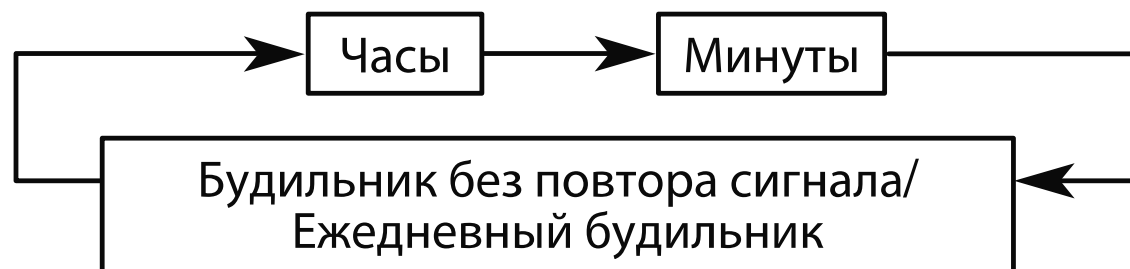 Часы
Минуты
Будильник без повтора сигнала/
Ежедневный будильник